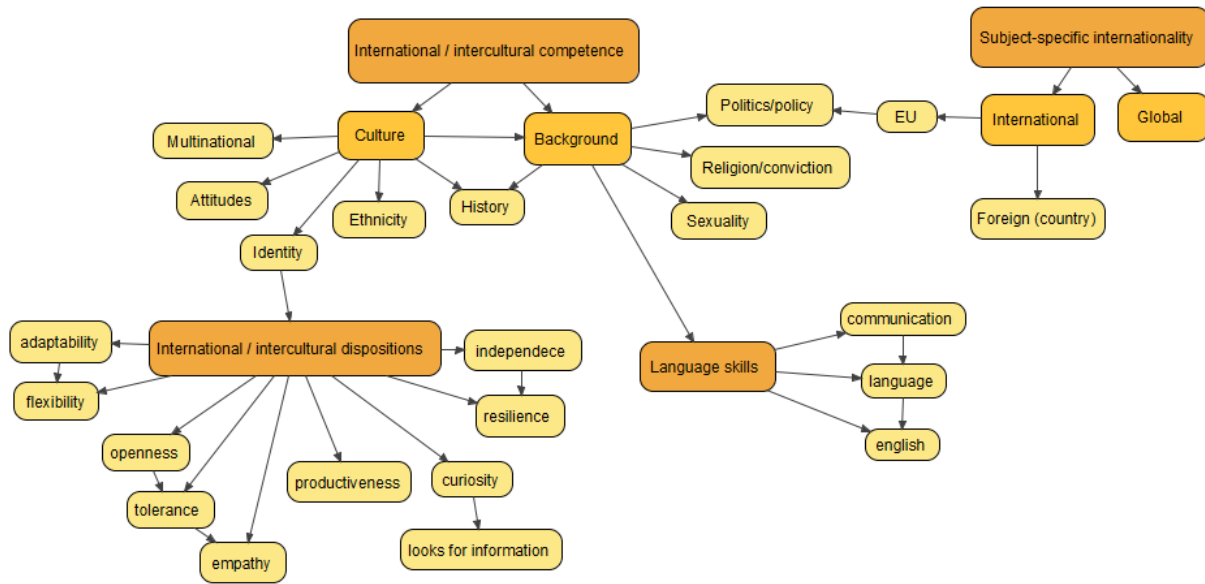 International / intercultural competence
Subject-specific internationality
Politics/policy
EU
International
Global
Multinational
Culture
Background
Religion/conviction
Attitudes
Ethnicity
History
Sexuality
Foreign (country)
Identity
adaptability
International / intercultural dispositions
independece
communication
Language skills
language
flexibility
resilience
english
openness
productiveness
curiosity
tolerance
empathy
looks for information